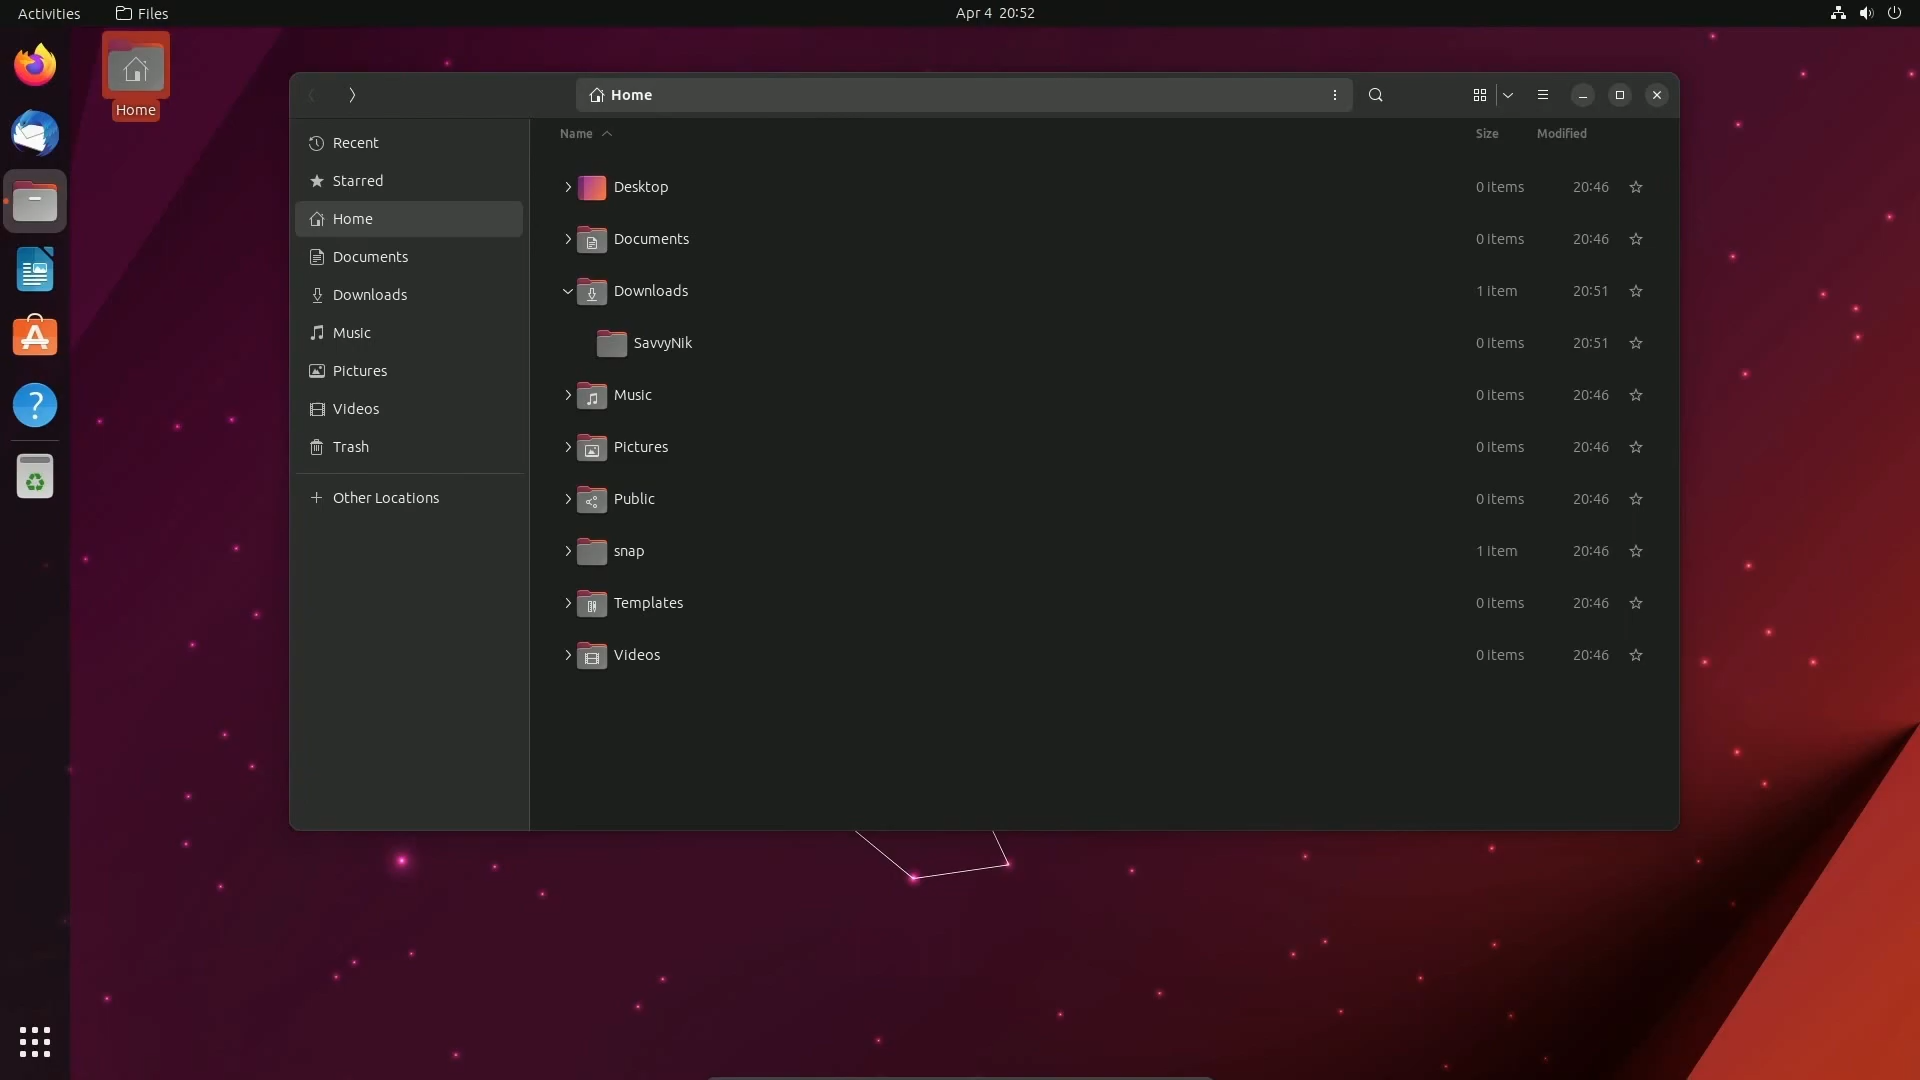 Activities Files Apr 4 20:52
Home
Home
Name Size Modified
Recent
Starred
Home
Documents
Downloads
Music
Pictures
Videos
Trash
Other Locations
Desktop 0 items 20:46
Documents 0 items 20:46
Downloads 1 item 20:51
SavvyNik 0 items 20:51
Music 0 items 20:46
Pictures 0 items 20:46
Public 0 items 20:46
snap 1 item 20:46
Templates 0 items 20:46
Videos 0 items 20:46